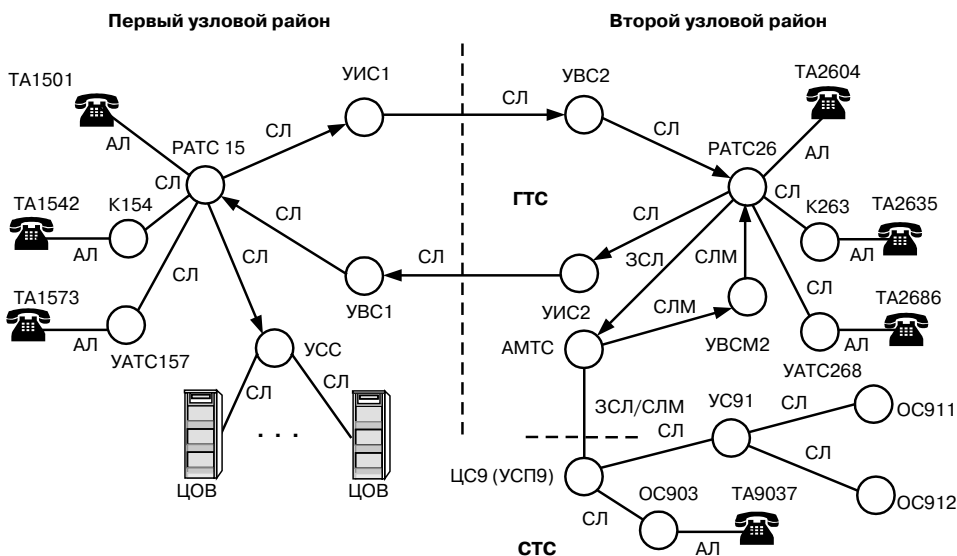 Первый узловой район
Второй узловой район
ТА1501
УИС1
УВС2
ТА2604
СЛ
СЛ
СЛ
АЛ
РАТС 15
РАТС26
АЛ
СЛ
СЛ
ТА1542
К154
ГТС
К263
ТА2635
АЛ
СЛ
СЛ
АЛ
СЛ
СЛ
СЛ
ЗСЛ
СЛМ
СЛ
ТА1573
УВС1
УИС2
ТА2686
АЛ
УАТС157
УСС
АМТС
СЛМ
УВСМ2
АЛ
УАТС268
СЛ
СЛ
ЗСЛ/СЛМ
УС91
СЛ
ОС911
. . .
СЛ
СЛ
ЦОВ
ЦОВ
ЦС9 (УСП9)
ОС903
ТА9037
ОС912
СЛ
АЛ
СТС